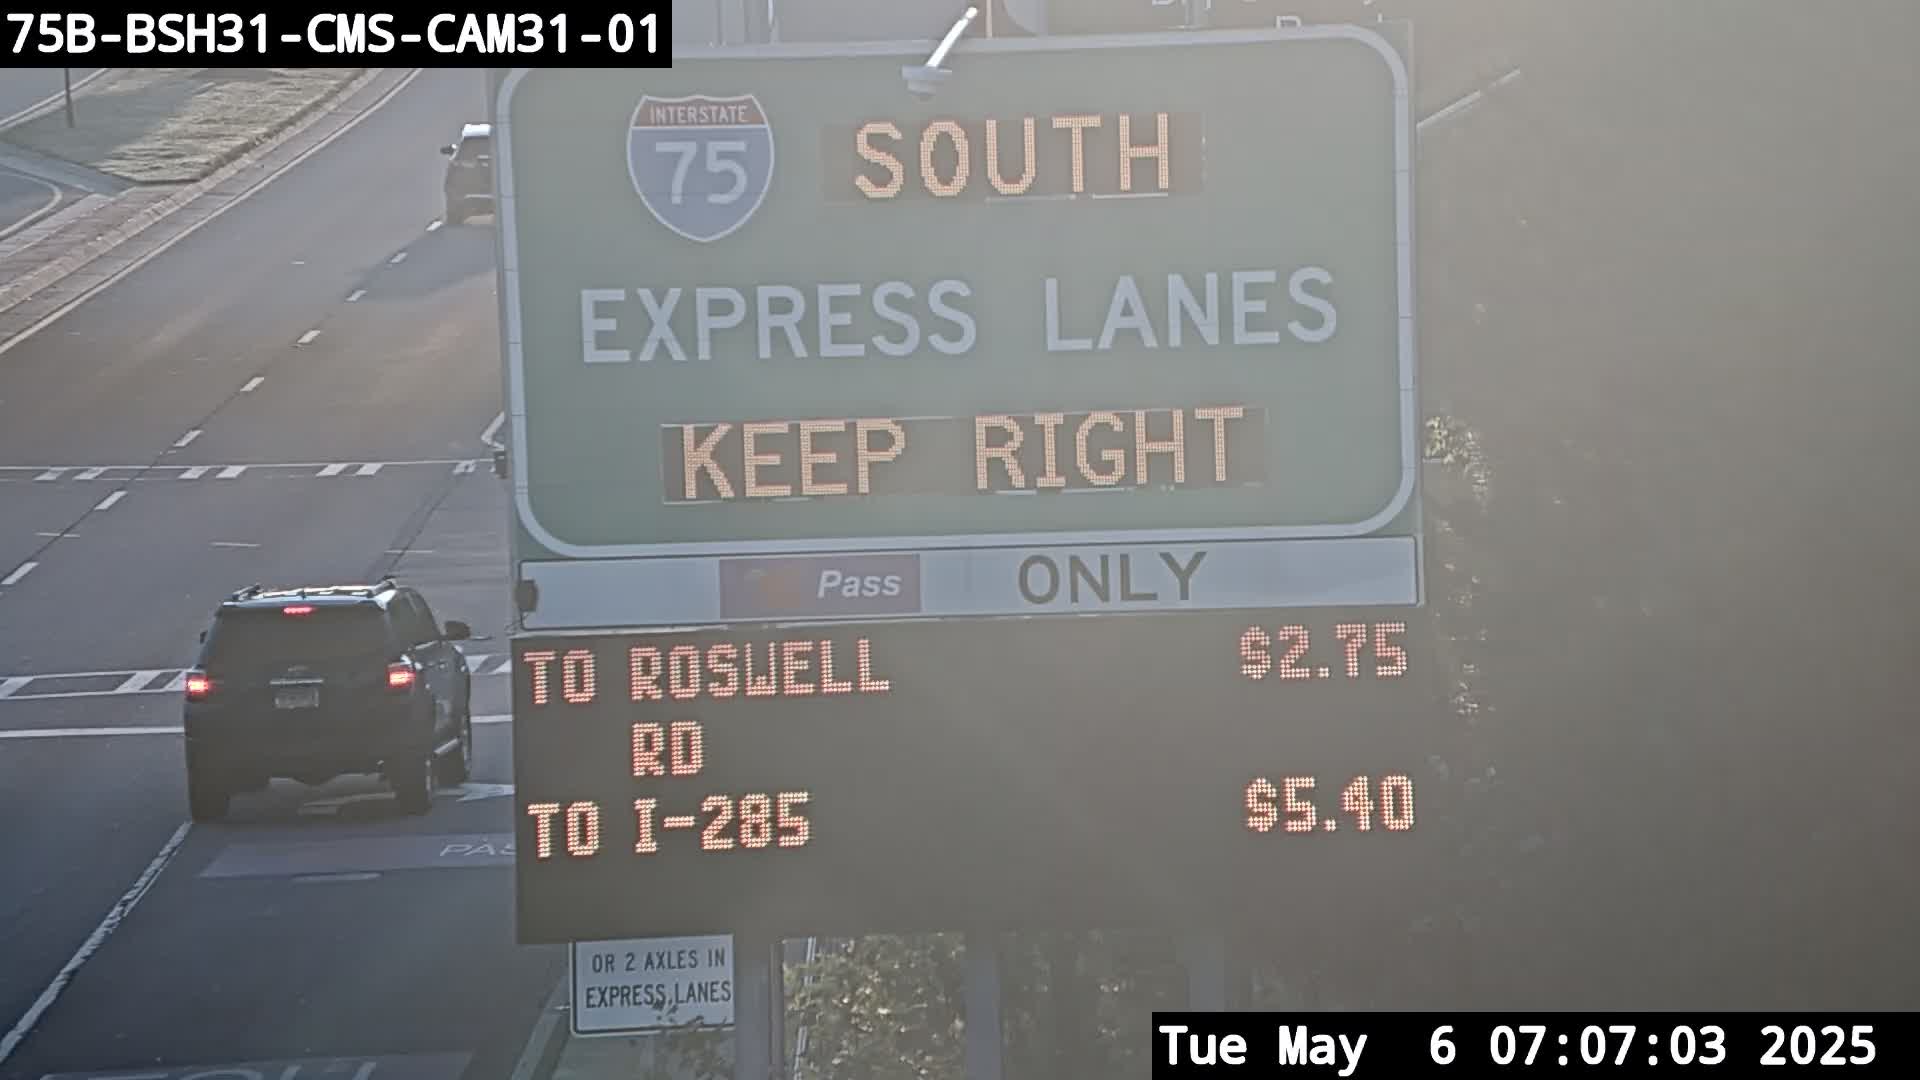 75B-BSH31-CMS-CAM31-01
INTERSTATE
75
SOUTH
EXPRESS LANES
KEEP RIGHT
Pass ONLY
TO ROSWELL $2.75
RD
TO I-285 $5.40
OR 2 AXLES IN
EXPRESS LANES
Tue May 6 07:07:03 2025